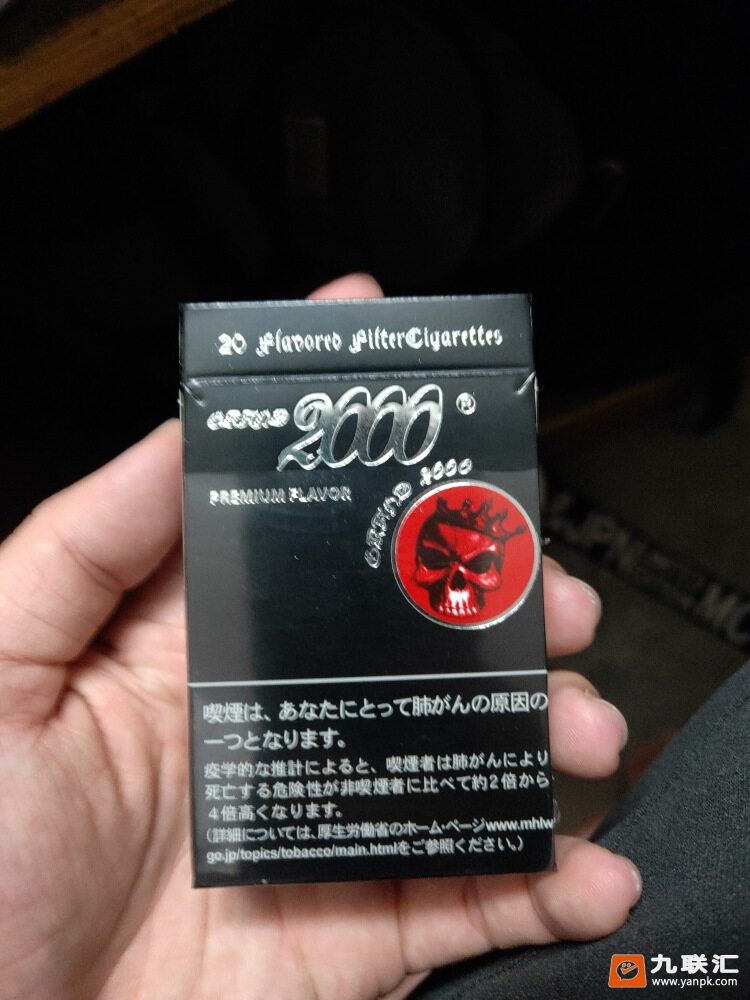 20 Flavored FilterCigarettes
2000 ®
PREMIUM FLAVOR
2000
喫煙は、あなたにとって肺がんの原因の
一つとなります。
疫学的な推計によると、喫煙者は肺がんにより
死亡する危険性が非喫煙者に比べて約2倍から
4倍高くなります。
(詳細については、厚生労働省のホーム・ページwww.mhlw
go.jp/topics/tobacco/main.htmlをご参照ください。)
JPN
MO
九联汇
www.yanpk.com